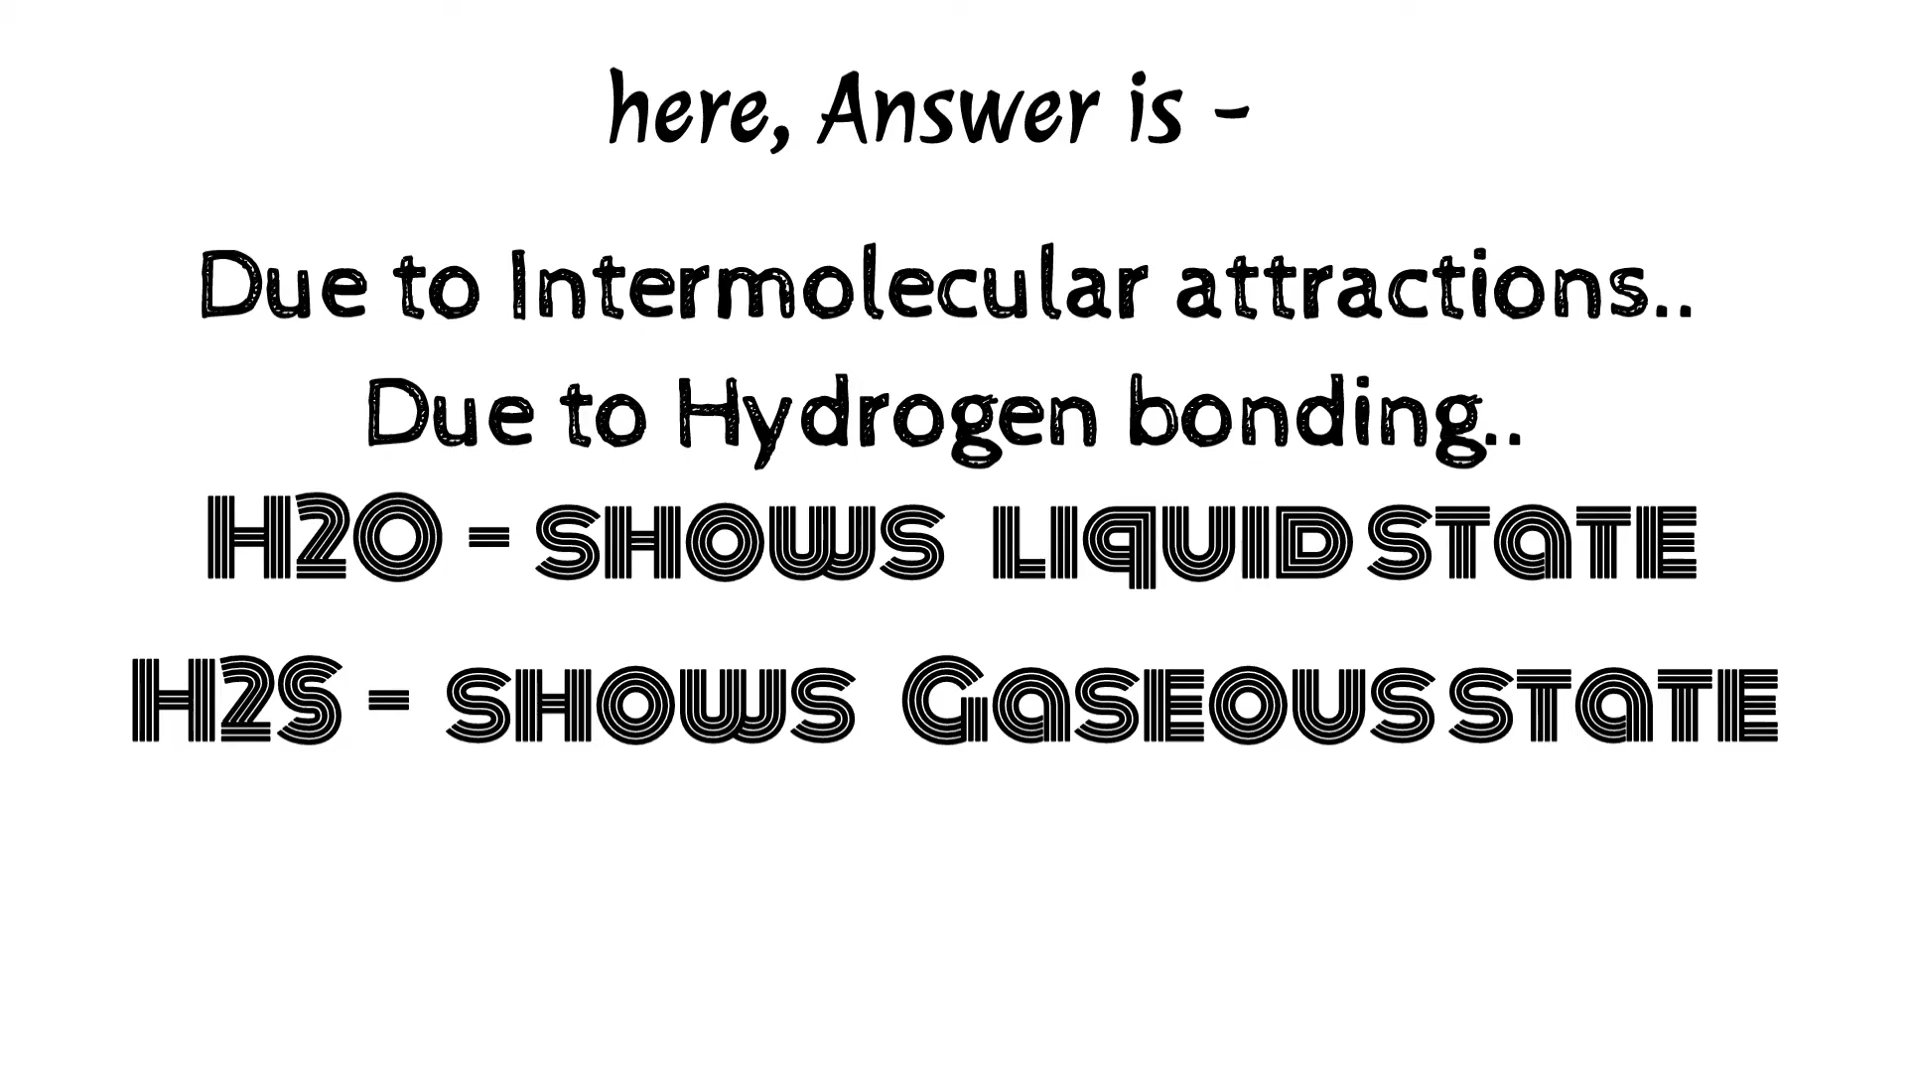 here, Answer is -
Due to Intermolecular attractions..
Due to Hydrogen bonding..
H2O - shows liquid state
H2S - shows Gaseous state